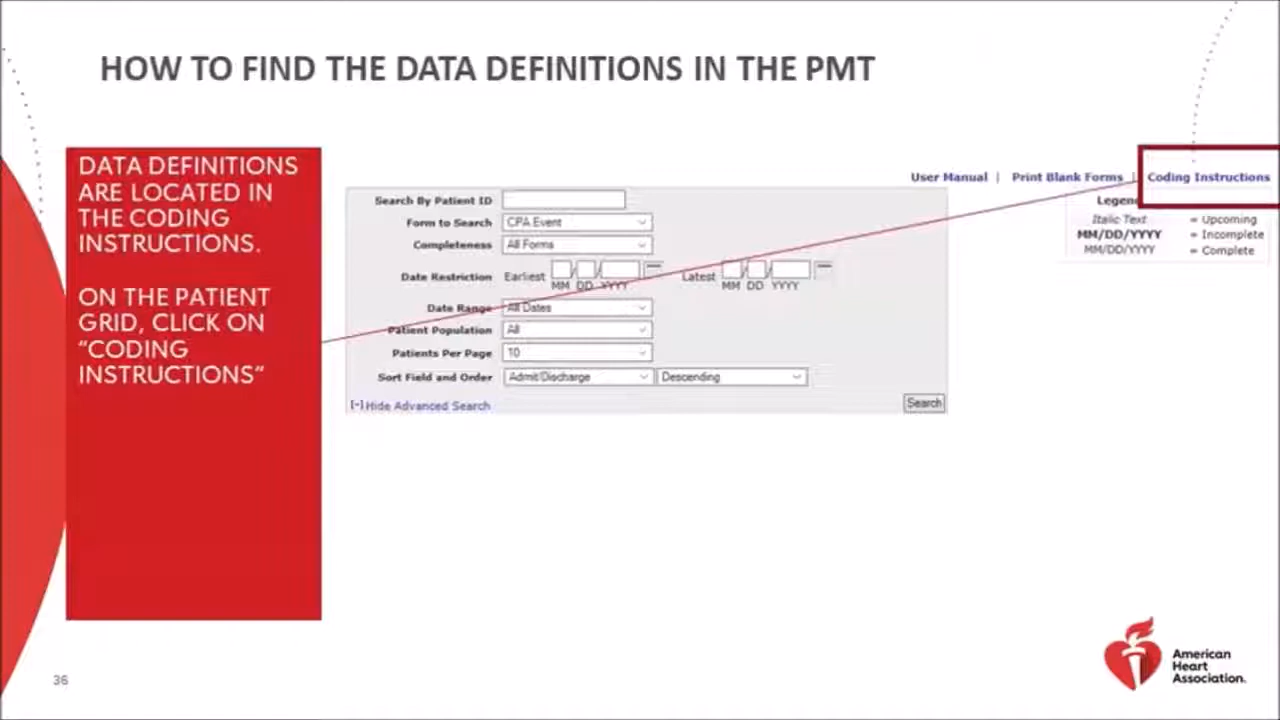 HOW TO FIND THE DATA DEFINITIONS IN THE PMT
DATA DEFINITIONS
ARE LOCATED IN
THE CODING
INSTRUCTIONS.
ON THE PATIENT
GRID, CLICK ON
“CODING
INSTRUCTIONS”
User Manual | Print Blank Forms | Coding Instructions
Search By Patient ID
Form to Search CPA Event
Completeness All Forms
Date Restriction Earliest MM / DD / YYYY Latest MM / DD / YYYY
Date Range All Dates
Patient Population All
Patients Per Page 10
Sort Field and Order Admit/Discharge Descending
[-] Hide Advanced Search Search
Legend
Italic Text = Upcoming
MM/DD/YYYY = Incomplete
MM/DD/YYYY = Complete
36
American
Heart
Association.